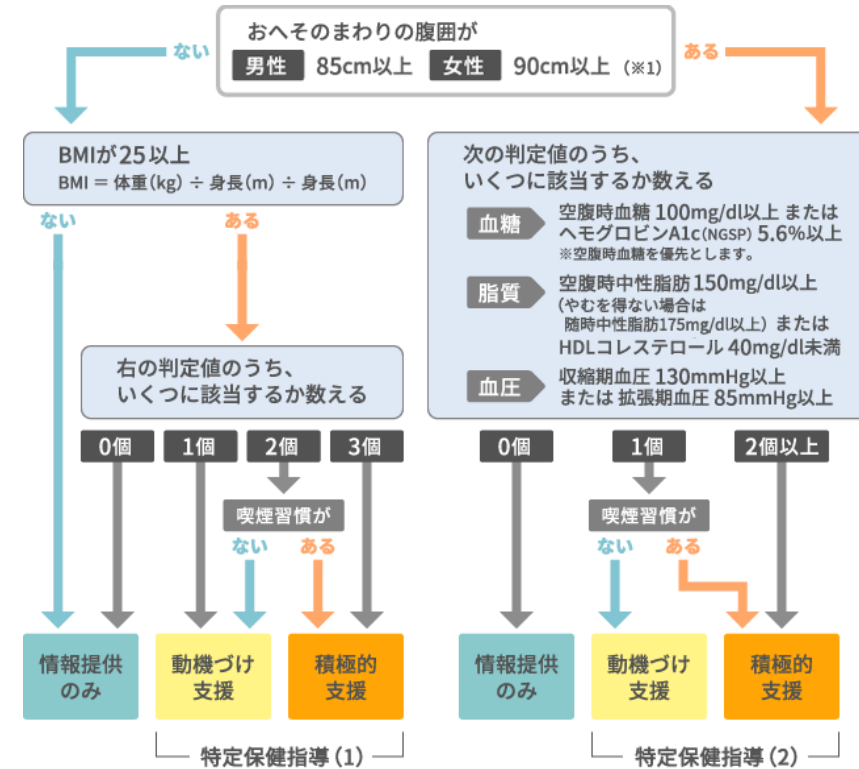 おへそのまわりの腹囲が
男性 85cm以上 女性 90cm以上 (※1)
ない
ある
BMIが25以上
BMI = 体重(kg) ÷ 身長(m) ÷ 身長(m)
ない
ある
右の判定値のうち、
いくつに該当するか数える
0個 1個 2個 3個
喫煙習慣が
ない ある
次の判定値のうち、
いくつに該当するか数える
血糖
空腹時血糖 100mg/dl以上 または
ヘモグロビンA1c(NGSP) 5.6%以上
※空腹時血糖を優先とします。
脂質
空腹時中性脂肪 150mg/dl以上
(やむを得ない場合は
随時中性脂肪175mg/dl以上) または
HDLコレステロール 40mg/dl未満
血圧
収縮期血圧 130mmHg以上
または 拡張期血圧 85mmHg以上
0個 1個 2個以上
喫煙習慣が
ない ある
情報提供
のみ
動機づけ
支援
積極的
支援
特定保健指導(1)
情報提供
のみ
動機づけ
支援
積極的
支援
特定保健指導(2)